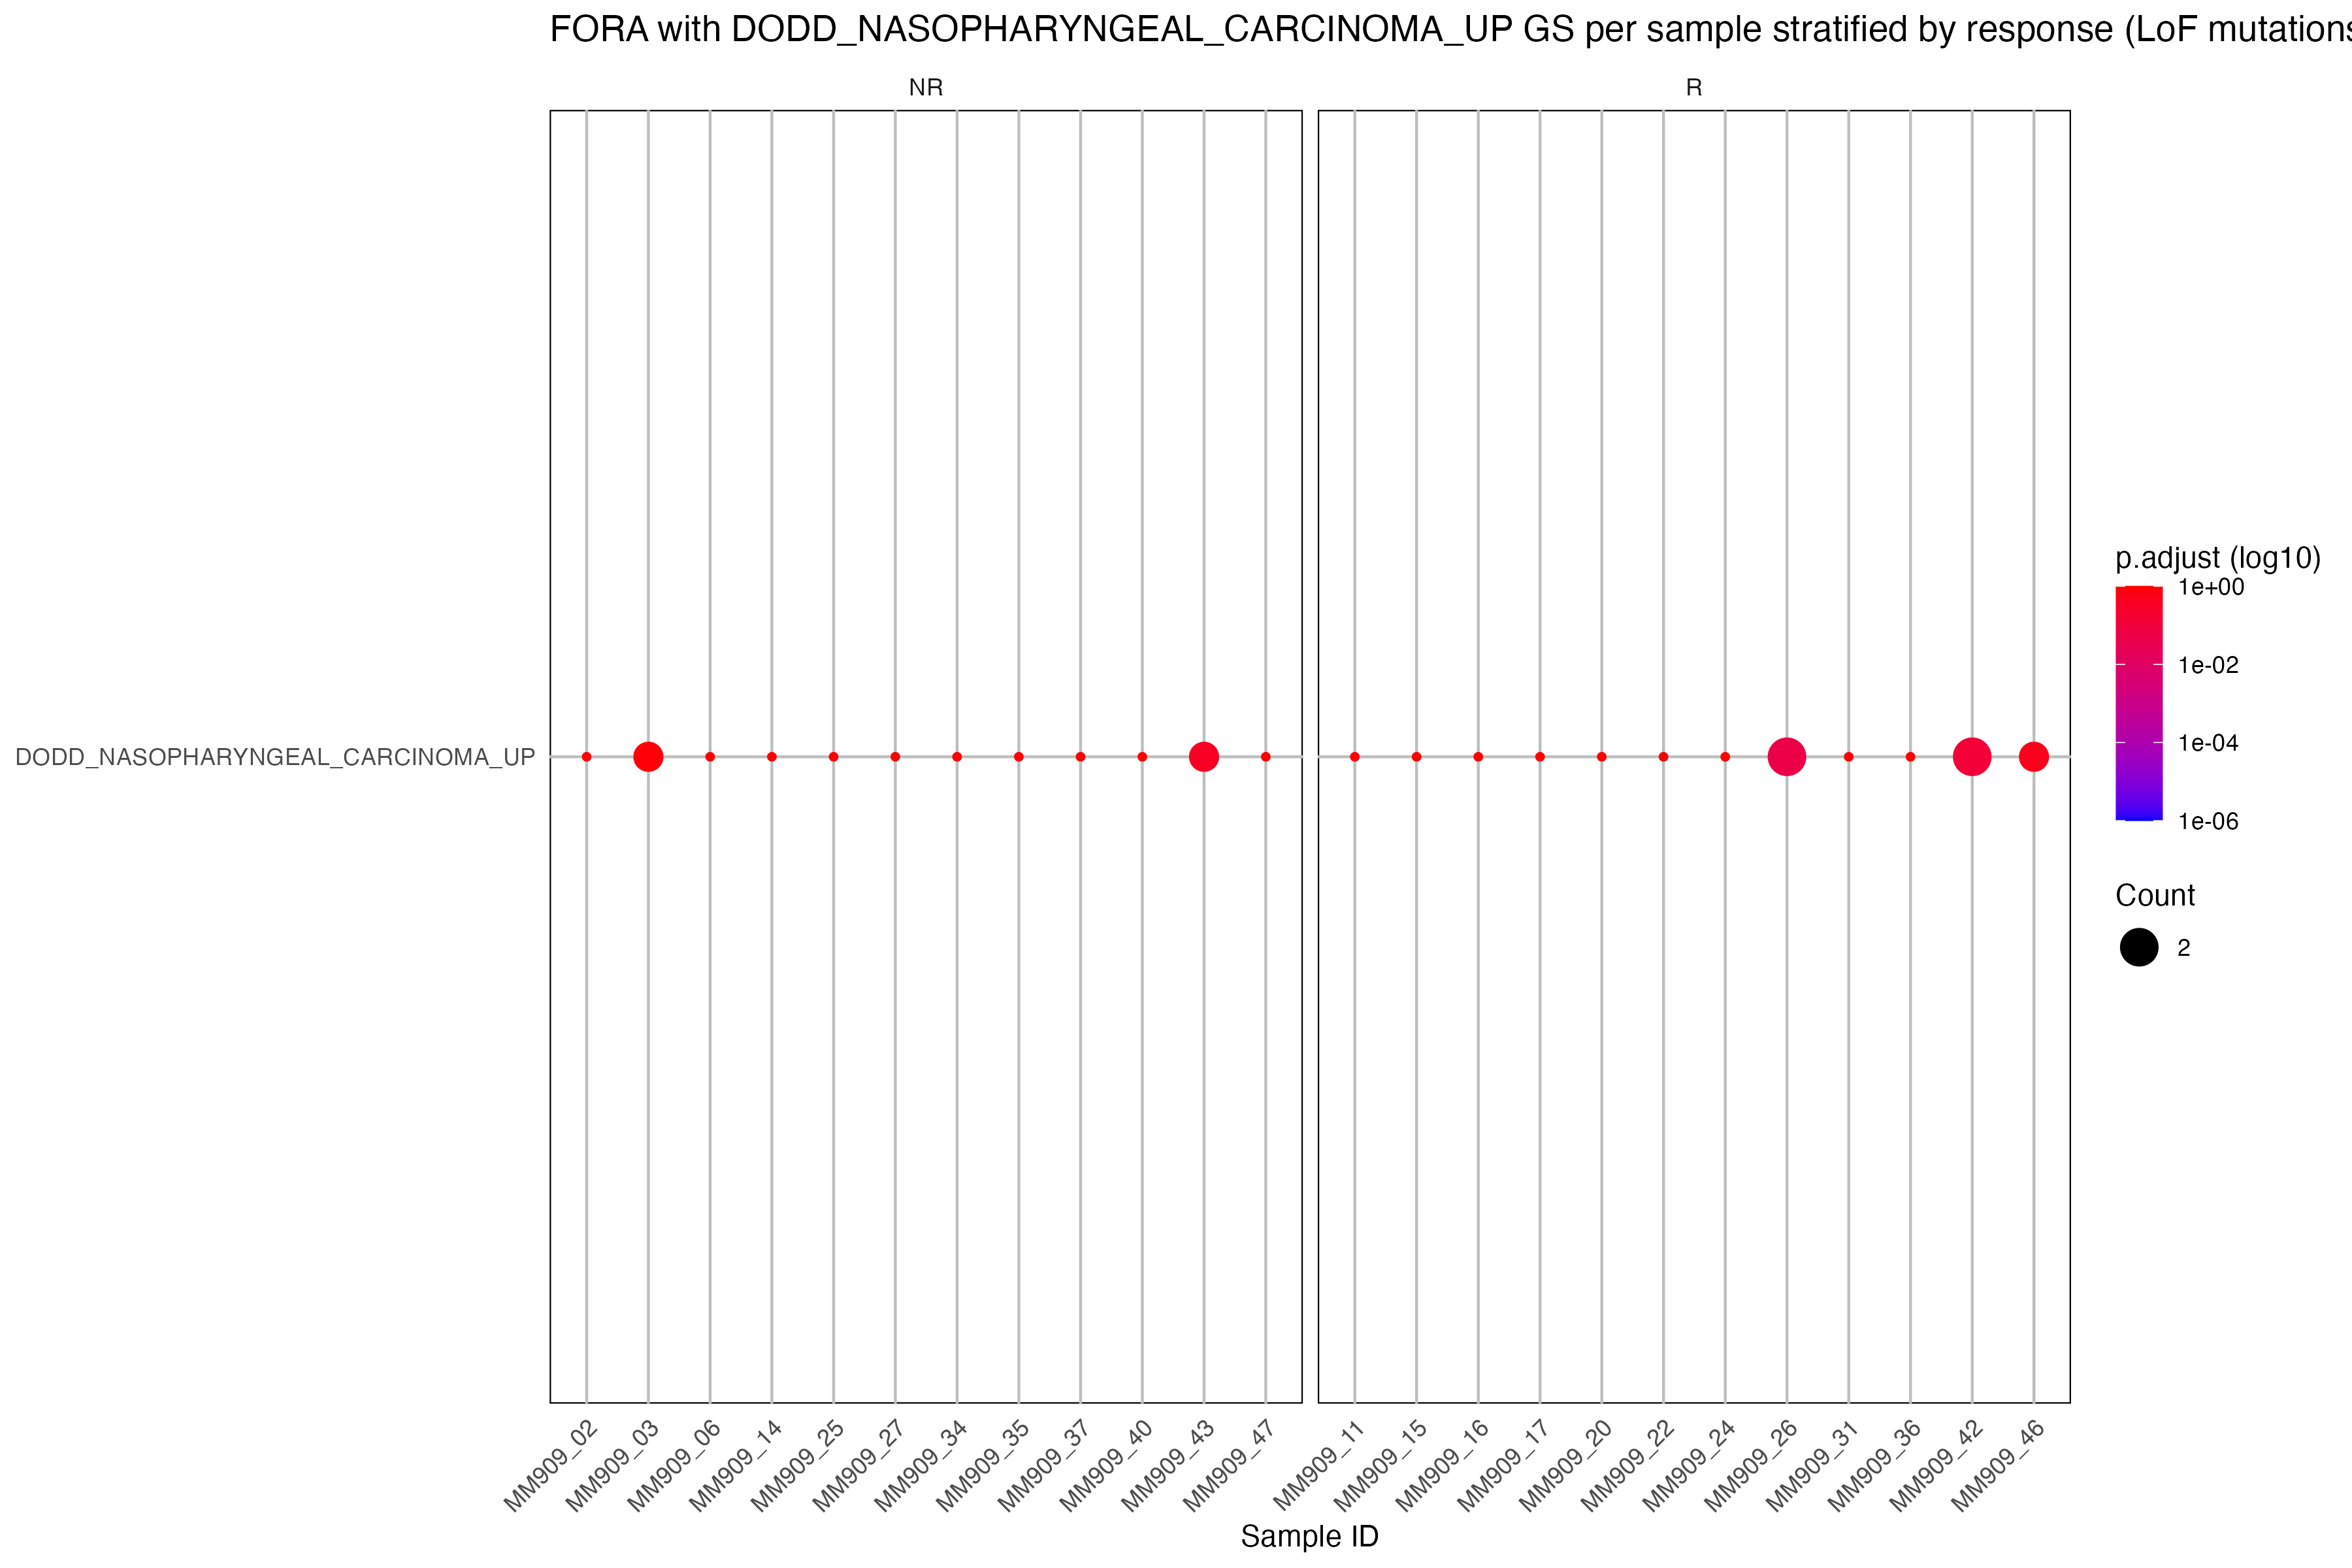 FORA with DODD_NASOPHARYNGEAL_CARCINOMA_UP GS per sample stratified by response (LoF mutations
NR
R
DODD_NASOPHARYNGEAL_CARCINOMA_UP
p.adjust (log10)
1e+00
1e-02
1e-04
1e-06
Count
2
MM909_02
MM909_03
MM909_06
MM909_14
MM909_25
MM909_27
MM909_34
MM909_35
MM909_37
MM909_40
MM909_43
MM909_47
MM909_11
MM909_15
MM909_16
MM909_17
MM909_20
MM909_22
MM909_24
MM909_26
MM909_31
MM909_36
MM909_42
MM909_46
Sample ID